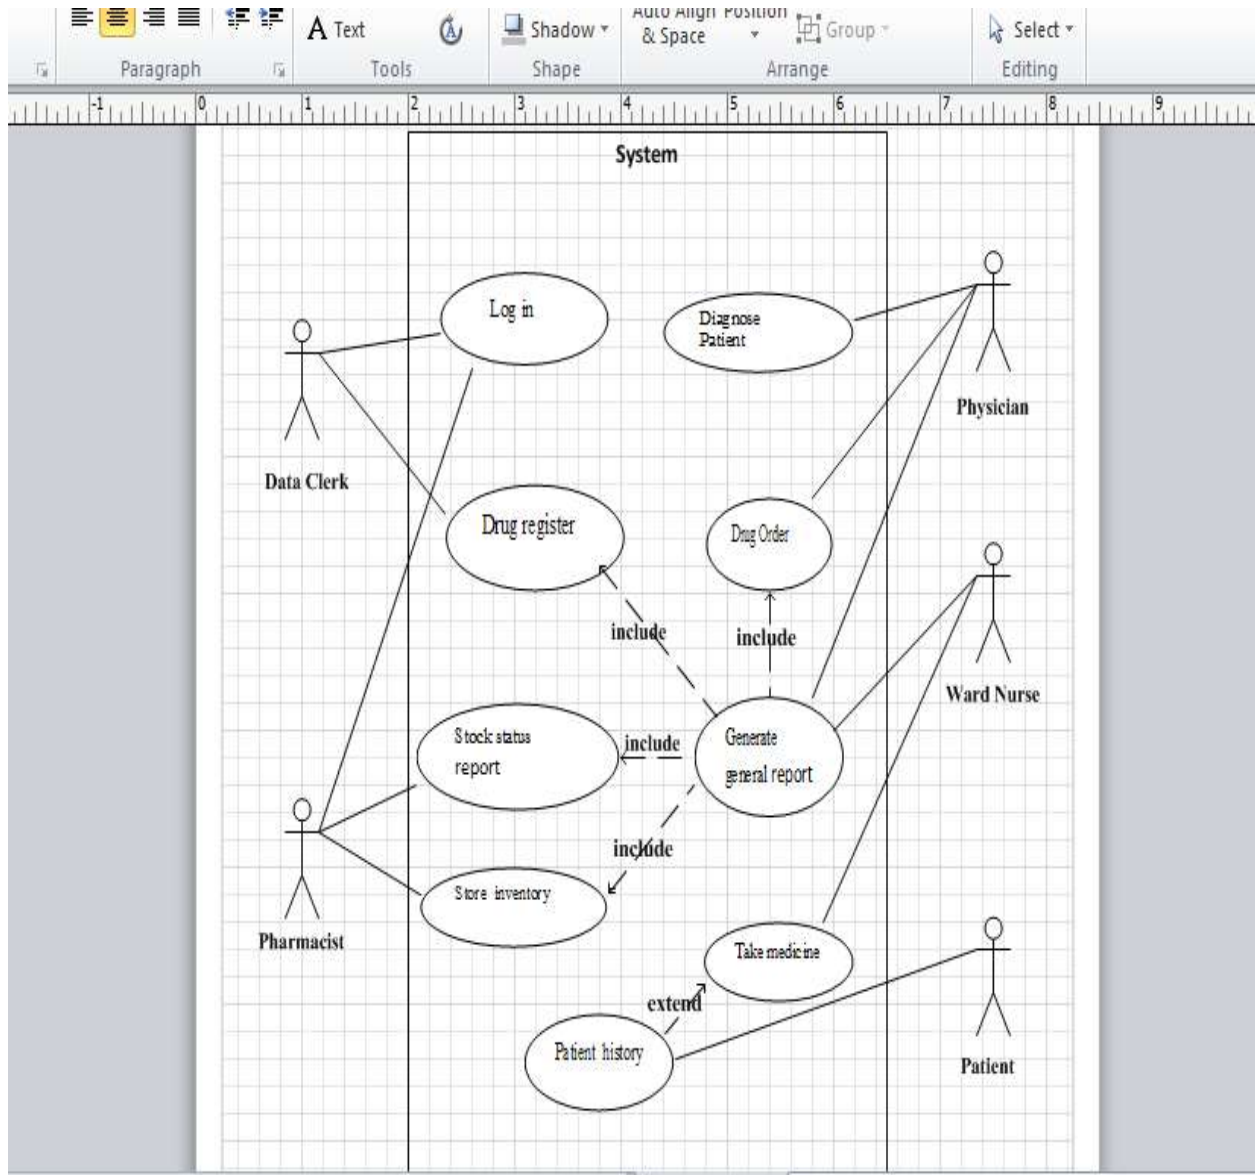 Auto Align Position
A Text
Shadow
& Space
Group
Select
Paragraph
Tools
Shape
Arrange
Editing
-1 0 1 2 3 4 5 6 7 8 9
System
Log in
Diagnose
Patient
Physician
Data Clerk
Drug register
Drug Order
include
include
Ward Nurse
Stock status
report
include
Generate
general report
include
Store inventory
Pharmacist
Take medicine
extend
Patient history
Patient